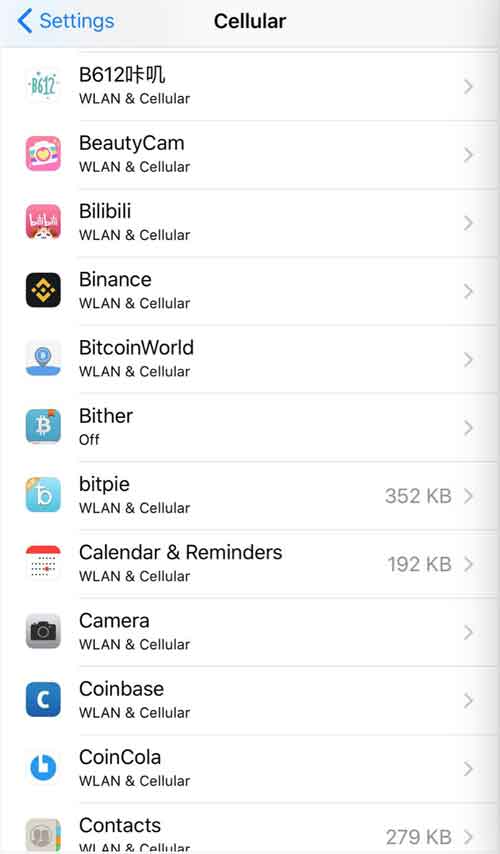 Settings
Cellular
B612咔叽
WLAN & Cellular
BeautyCam
WLAN & Cellular
Bilibili
WLAN & Cellular
Binance
WLAN & Cellular
BitcoinWorld
WLAN & Cellular
Bither
Off
bitpie
WLAN & Cellular
352 KB
Calendar & Reminders
WLAN & Cellular
192 KB
Camera
WLAN & Cellular
Coinbase
WLAN & Cellular
CoinCola
WLAN & Cellular
Contacts
WLAN & Cellular
279 KB